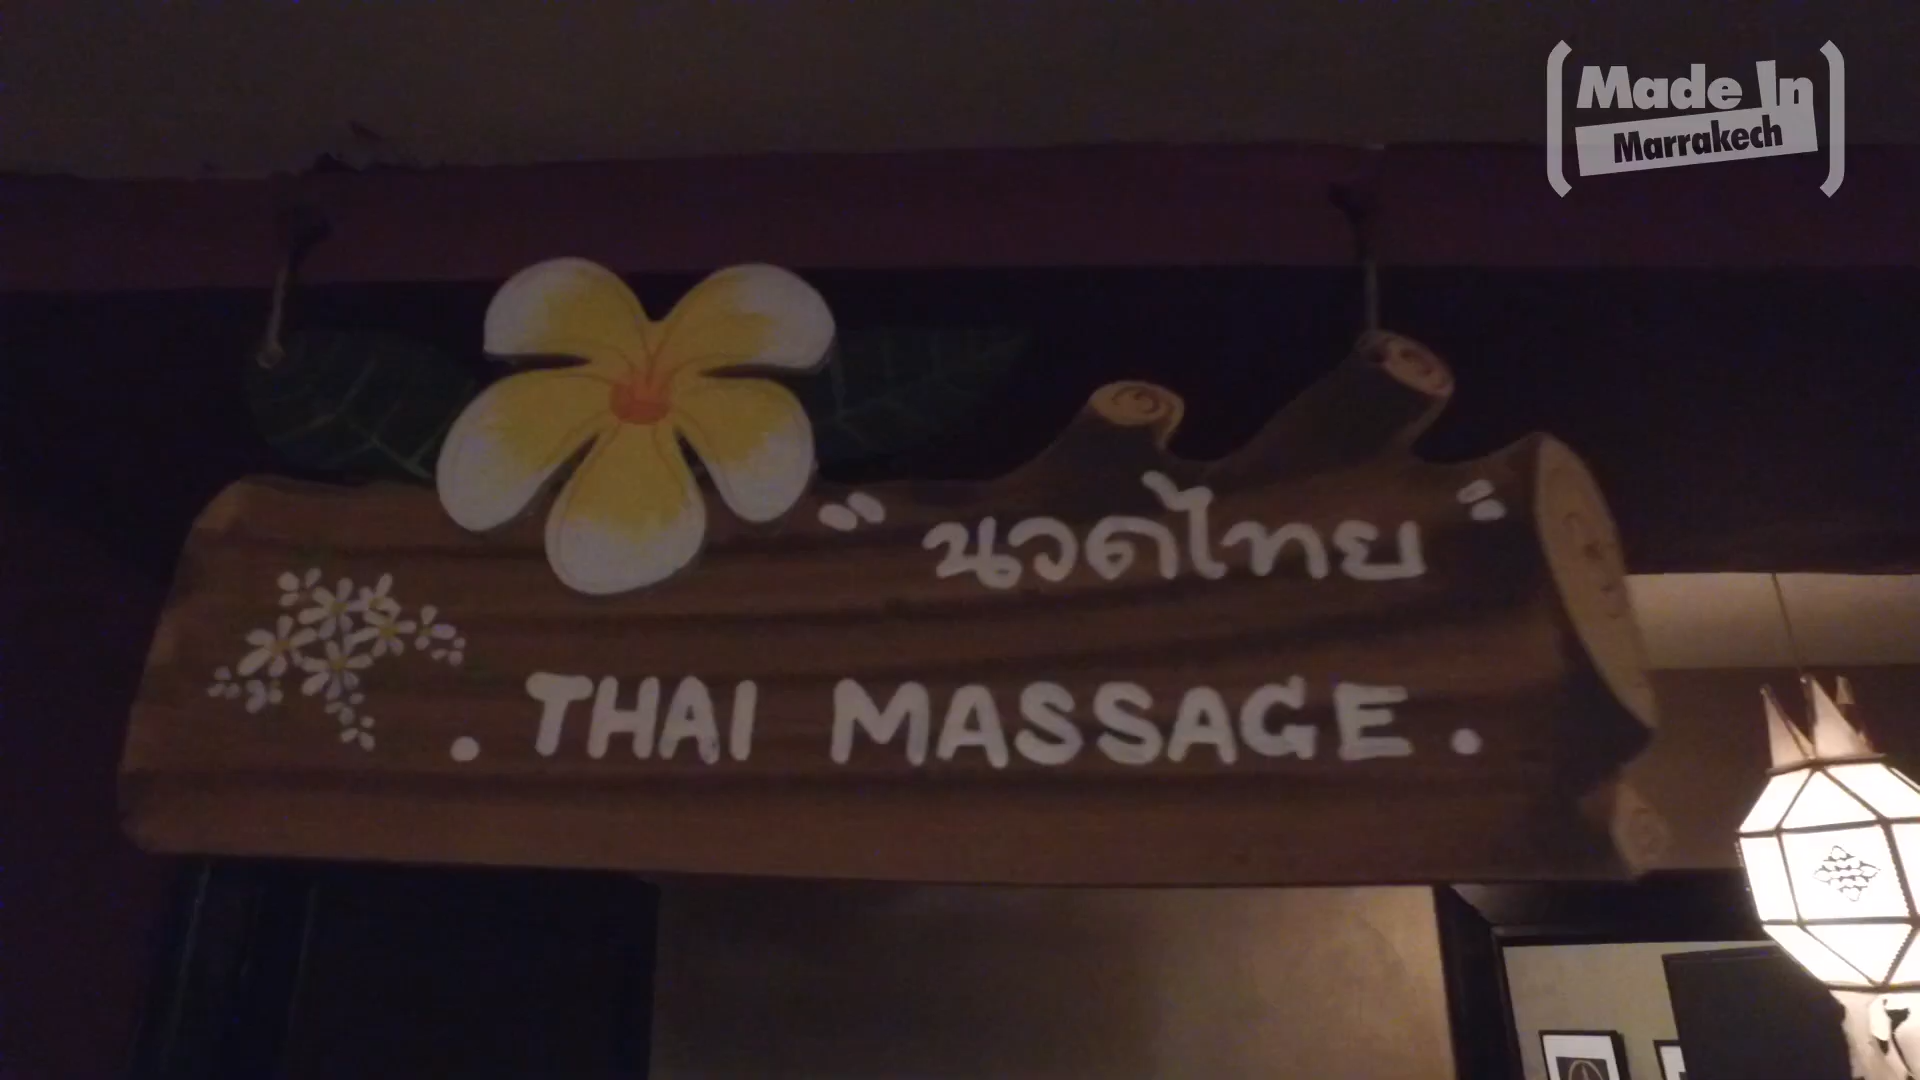 Made In
Marrakech
"นวดไทย"
. THAI MASSAGE .